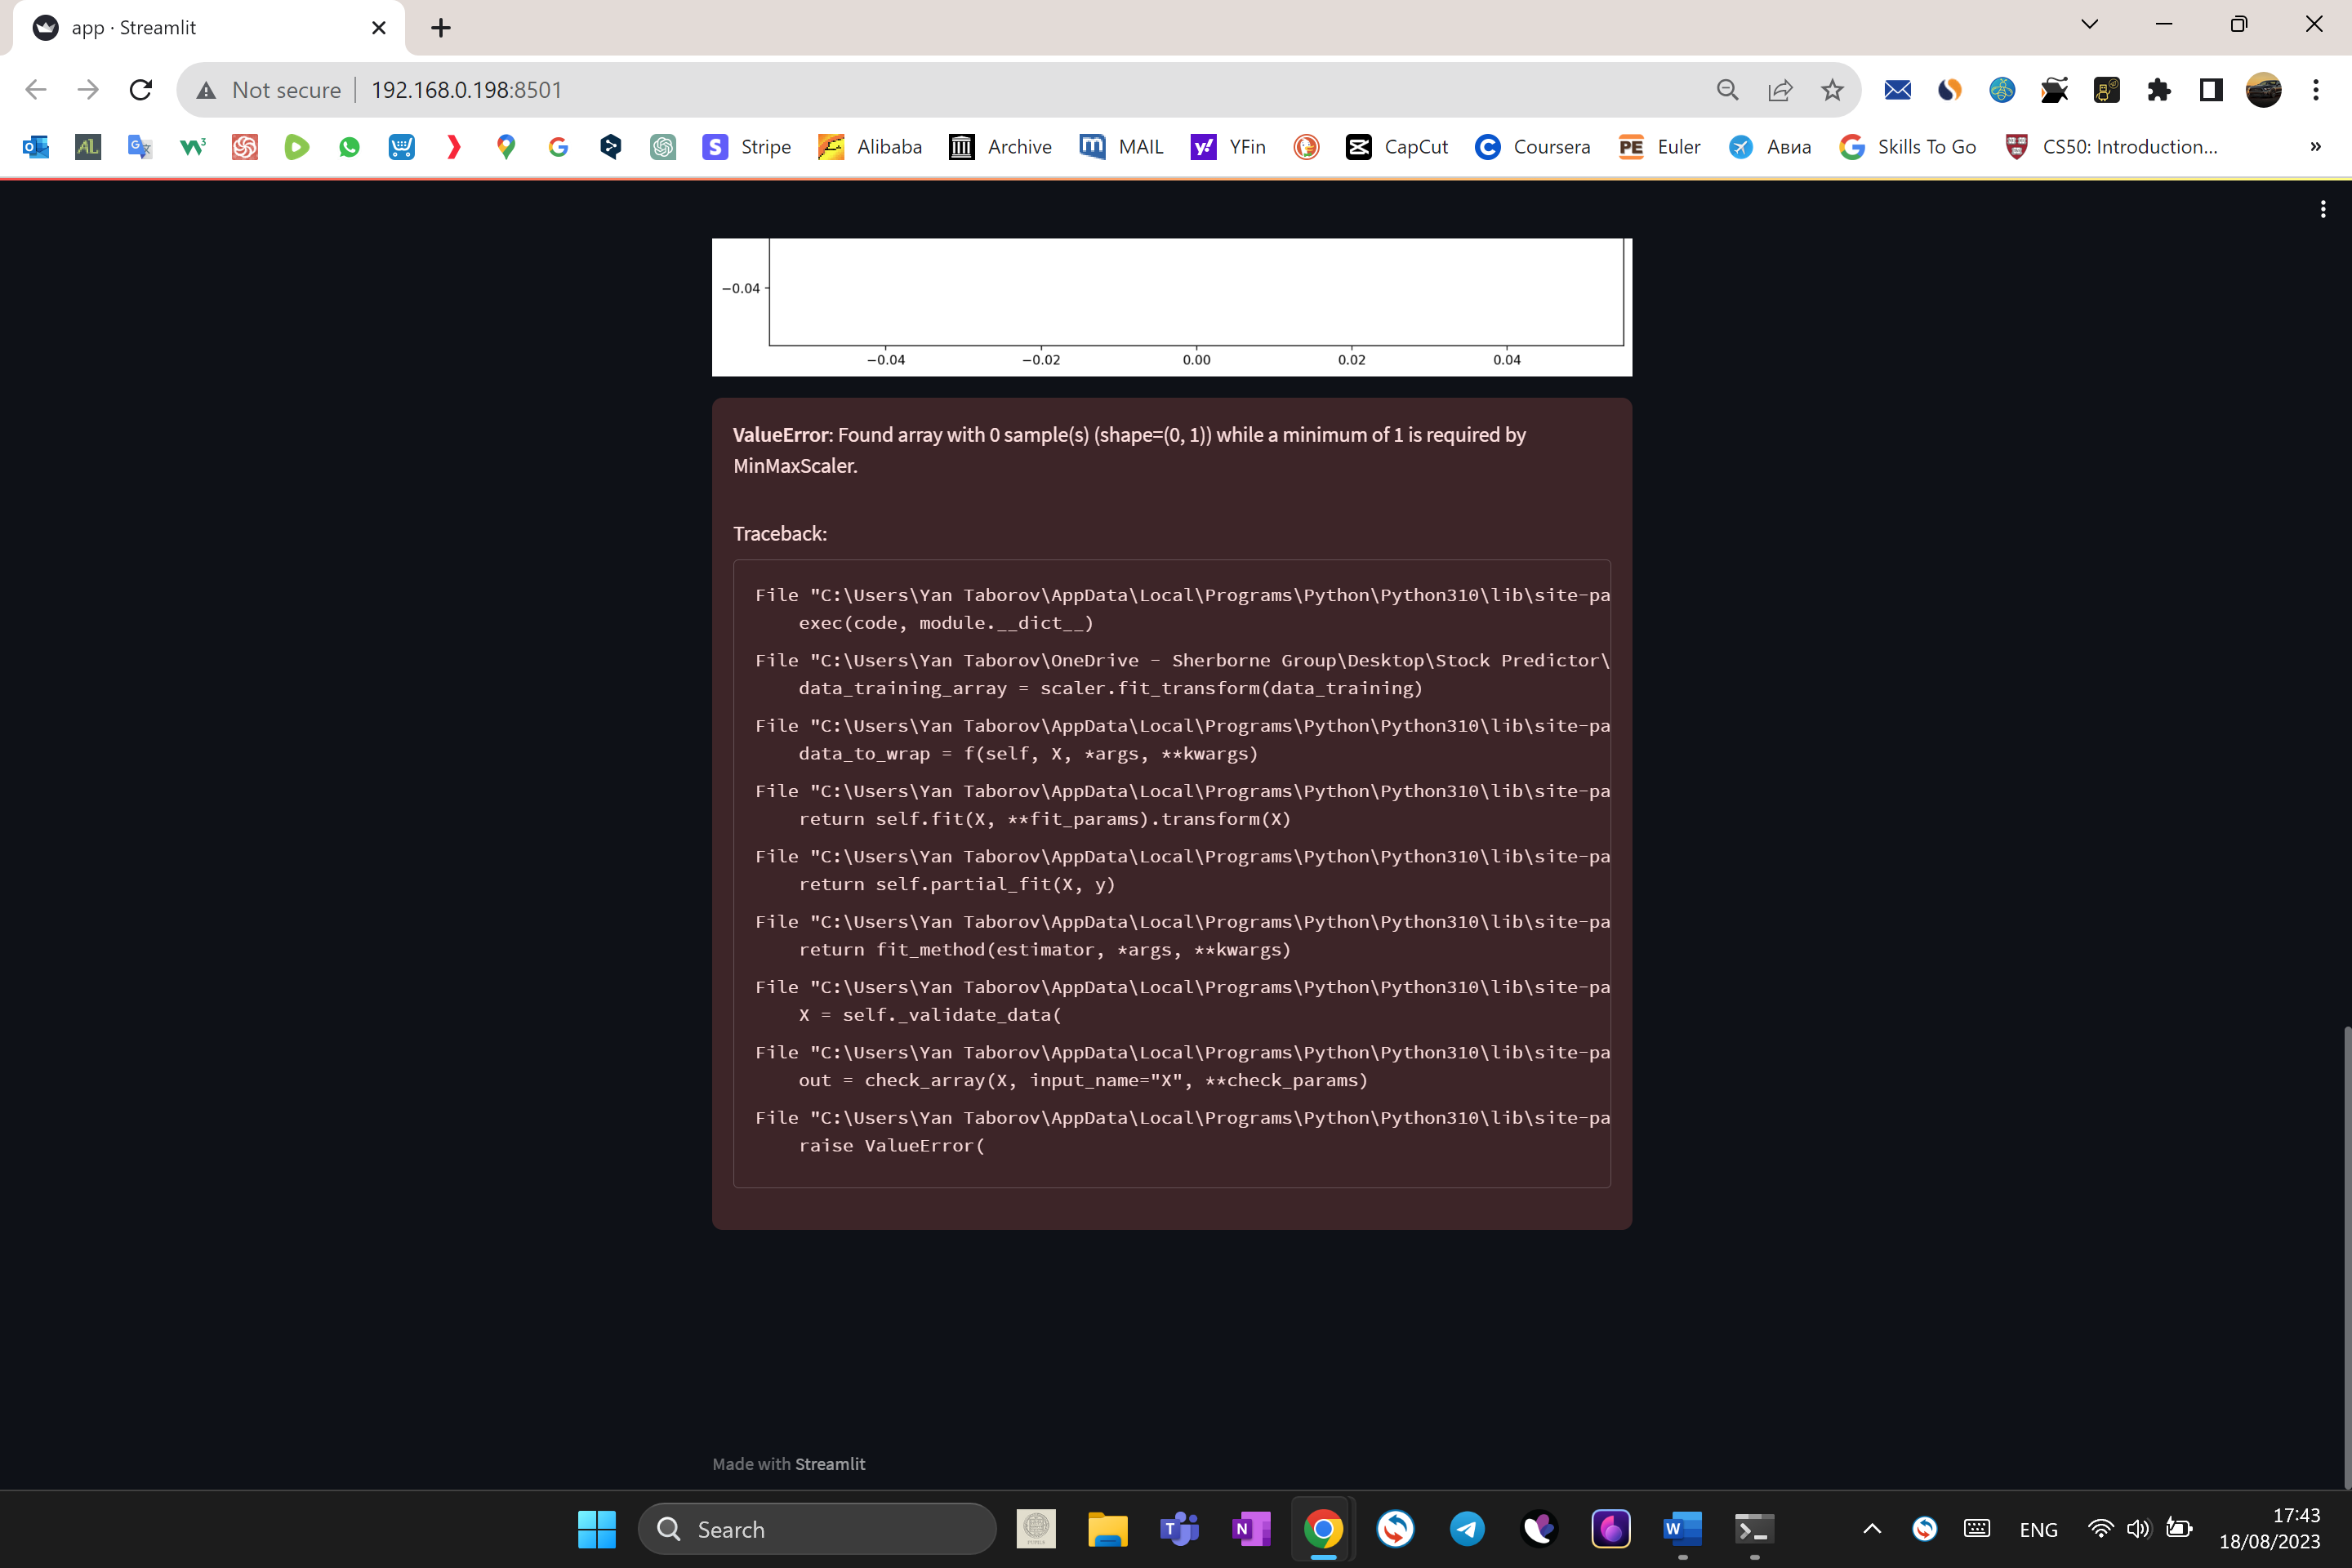 app · Streamlit
Not secure
192.168.0.198:8501
Stripe
Alibaba
Archive
MAIL
YFin
CapCut
Coursera
PE
Euler
Авиа
Skills To Go
CS50: Introduction...
−0.04
−0.04
−0.02
0.00
0.02
0.04
ValueError: Found array with 0 sample(s) (shape=(0, 1)) while a minimum of 1 is required by
MinMaxScaler.
Traceback:
File "C:\Users\Yan Taborov\AppData\Local\Programs\Python\Python310\lib\site-pa
exec(code, module.__dict__)
File "C:\Users\Yan Taborov\OneDrive - Sherborne Group\Desktop\Stock Predictor\
data_training_array = scaler.fit_transform(data_training)
File "C:\Users\Yan Taborov\AppData\Local\Programs\Python\Python310\lib\site-pa
data_to_wrap = f(self, X, *args, **kwargs)
File "C:\Users\Yan Taborov\AppData\Local\Programs\Python\Python310\lib\site-pa
return self.fit(X, **fit_params).transform(X)
File "C:\Users\Yan Taborov\AppData\Local\Programs\Python\Python310\lib\site-pa
return self.partial_fit(X, y)
File "C:\Users\Yan Taborov\AppData\Local\Programs\Python\Python310\lib\site-pa
return fit_method(estimator, *args, **kwargs)
File "C:\Users\Yan Taborov\AppData\Local\Programs\Python\Python310\lib\site-pa
X = self._validate_data(
File "C:\Users\Yan Taborov\AppData\Local\Programs\Python\Python310\lib\site-pa
out = check_array(X, input_name="X", **check_params)
File "C:\Users\Yan Taborov\AppData\Local\Programs\Python\Python310\lib\site-pa
raise ValueError(
Made with Streamlit
Search
ENG
17:43
18/08/2023